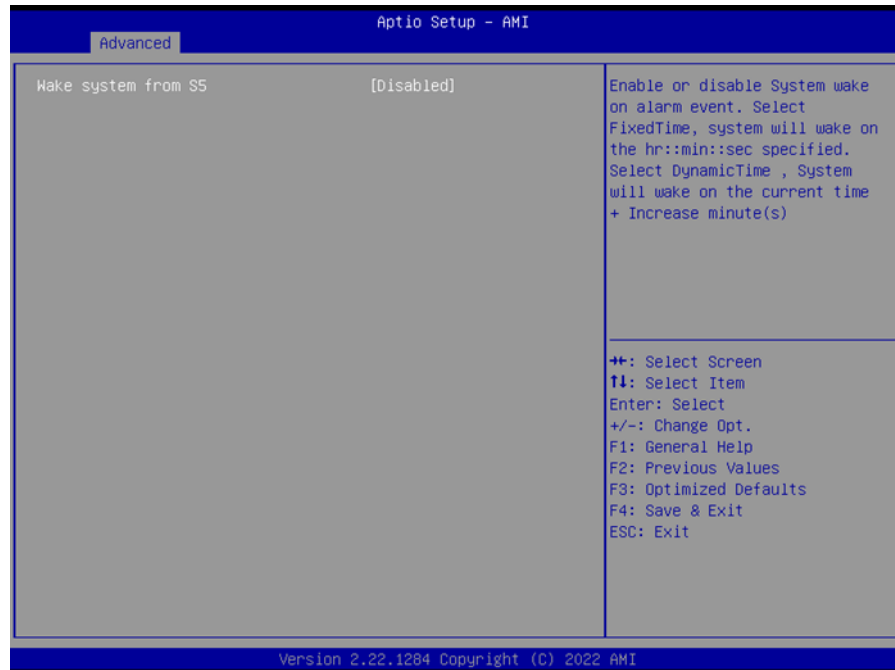 Aptio Setup – AMI
Advanced
Wake system from S5 [Disabled]
Enable or disable System wake
on alarm event. Select
FixedTime, system will wake on
the hr::min::sec specified.
Select DynamicTime , System
will wake on the current time
+ Increase minute(s)
→←: Select Screen
↑↓: Select Item
Enter: Select
+/-: Change Opt.
F1: General Help
F2: Previous Values
F3: Optimized Defaults
F4: Save & Exit
ESC: Exit
Version 2.22.1284 Copyright (C) 2022 AMI